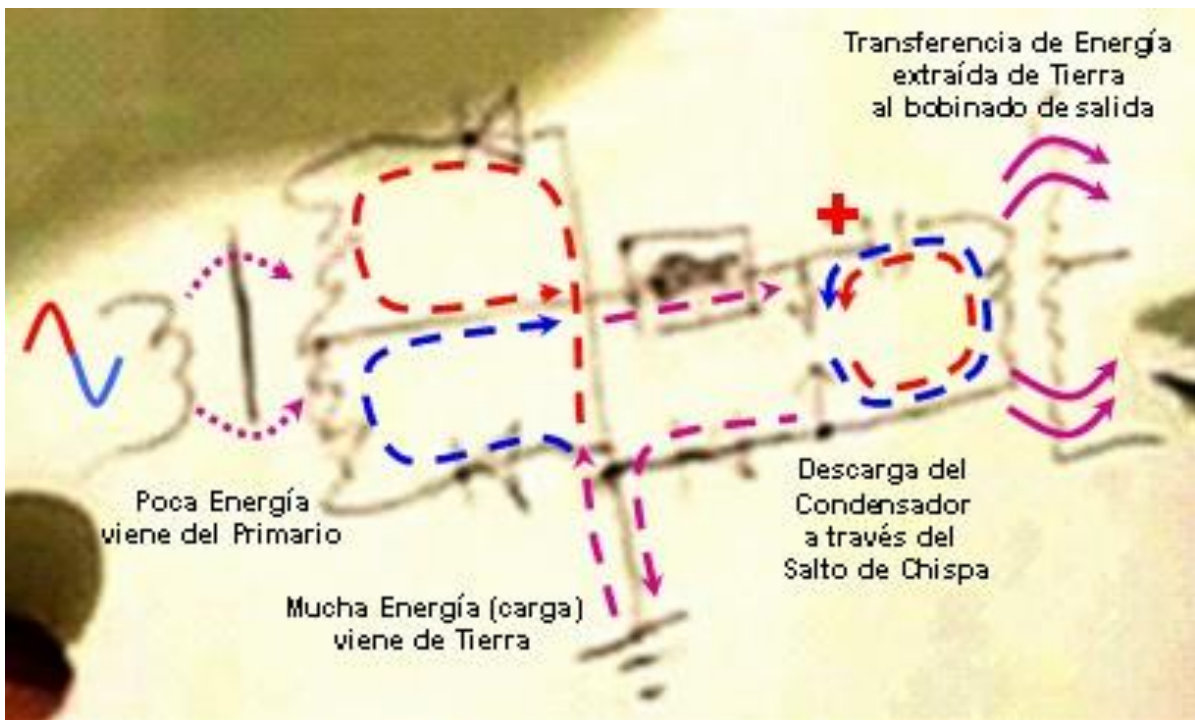 Transferencia de Energía
extraída de Tierra
al bobinado de salida
Poca Energía
viene del Primario
Descarga del
Condensador
a través del
Salto de Chispa
Mucha Energía (carga)
viene de Tierra